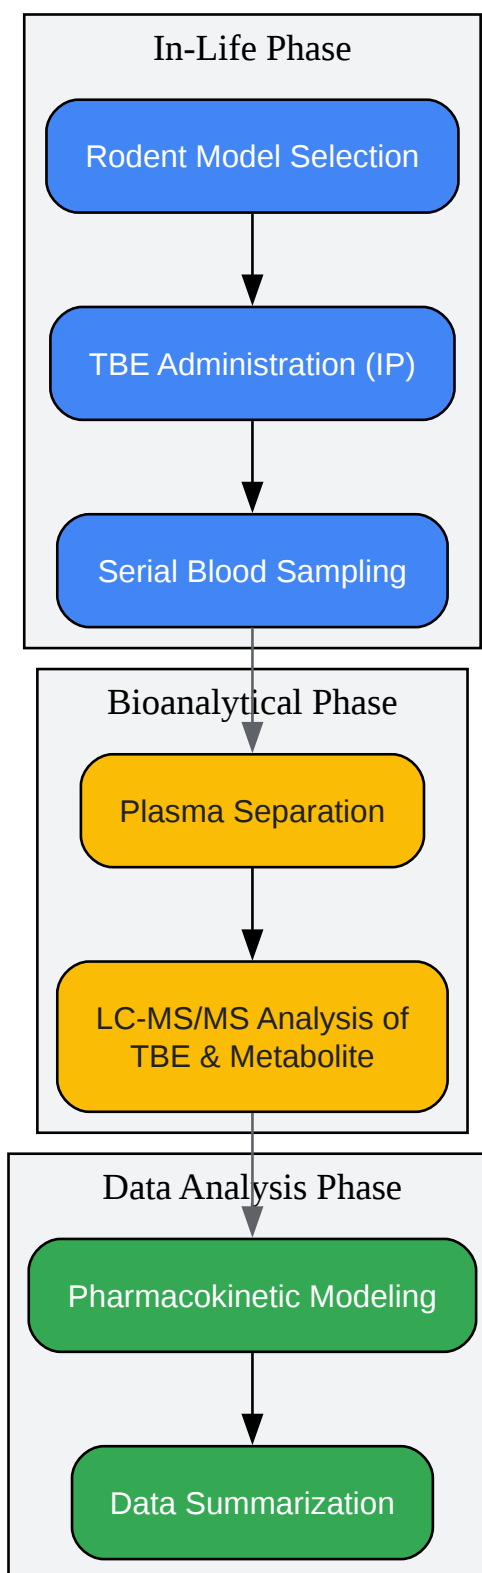 In-Life Phase
Rodent Model Selection
TBE Administration (IP)
Serial Blood Sampling
Bioanalytical Phase
Plasma Separation
LC-MS/MS Analysis of
TBE & Metabolite
Data Analysis Phase
Pharmacokinetic Modeling
Data Summarization